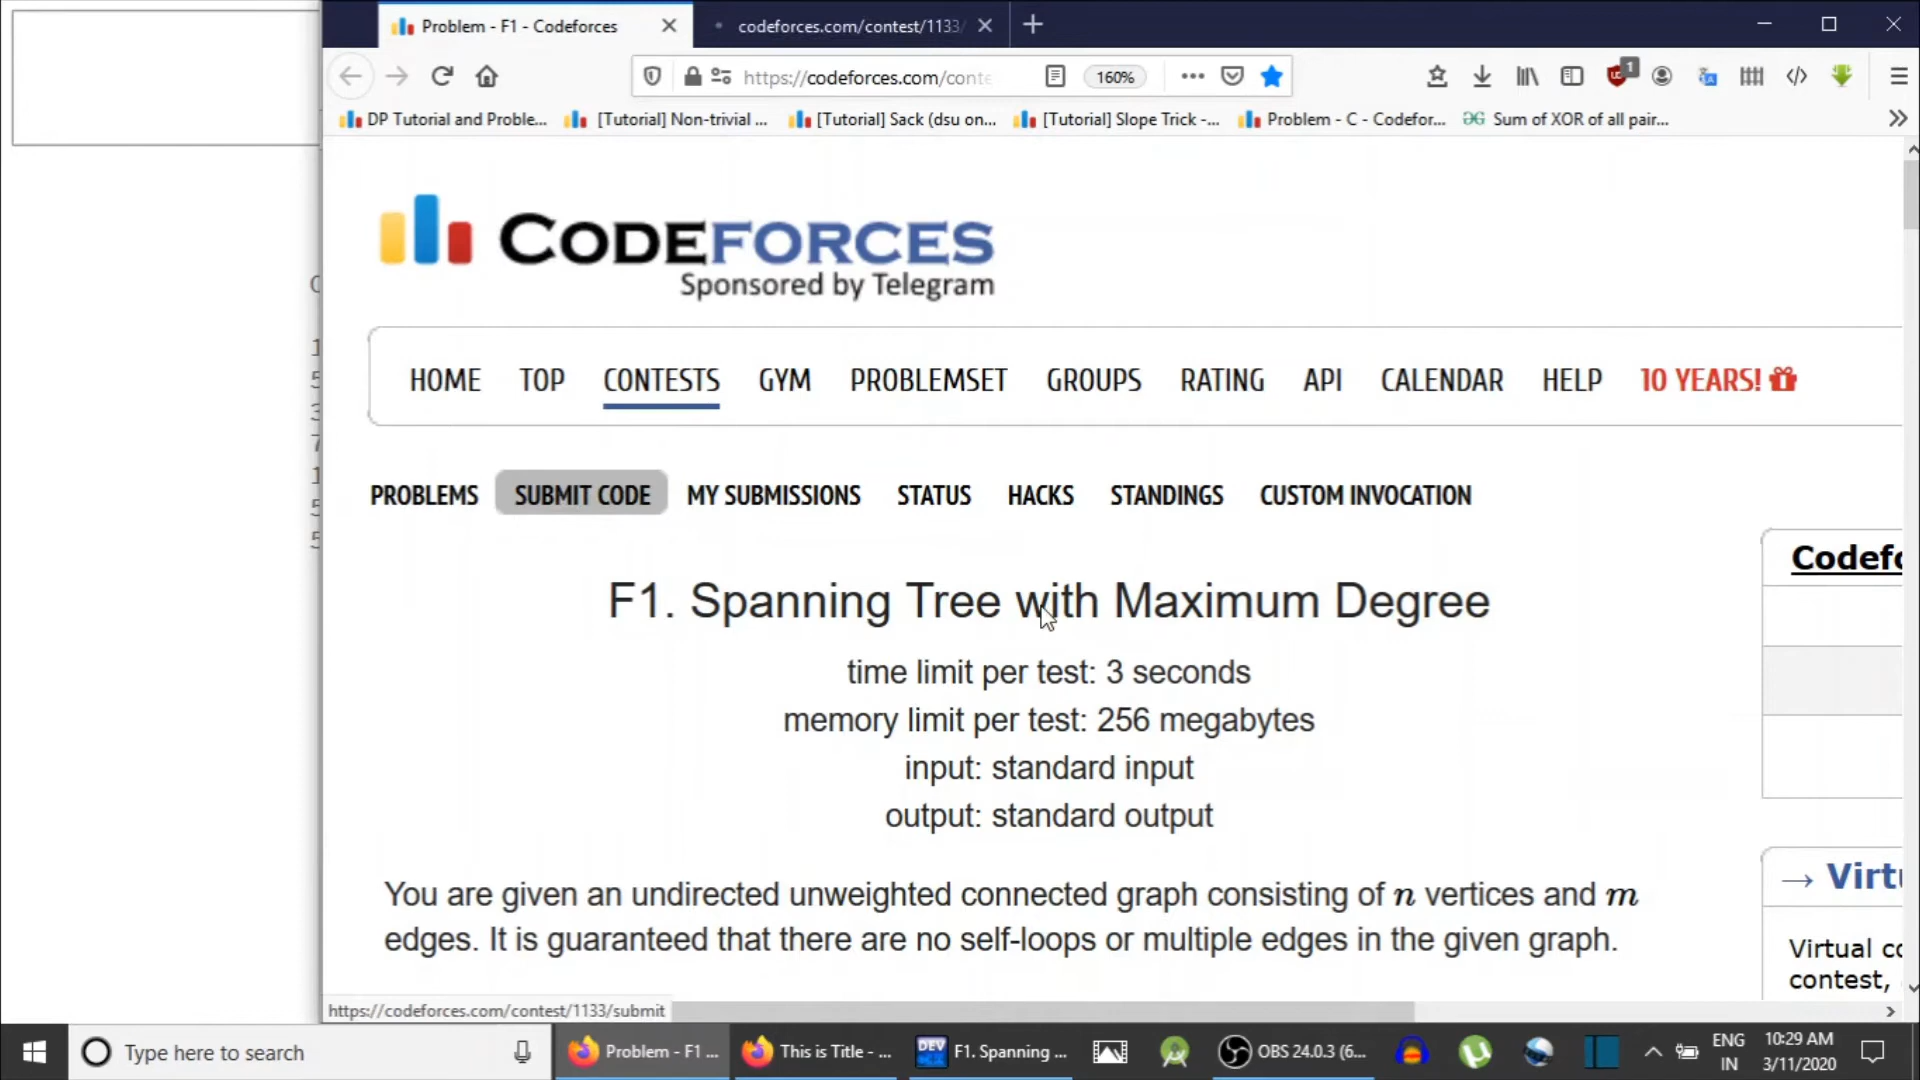 Problem - F1 - Codeforces
codeforces.com/contest/1133/
https://codeforces.com/conte
160%
1
DP Tutorial and Proble... [Tutorial] Non-trivial ... [Tutorial] Sack (dsu on... [Tutorial] Slope Trick -... Problem - C - Codefor... Sum of XOR of all pair...
CODEFORCES
Sponsored by Telegram
HOME TOP CONTESTS GYM PROBLEMSET GROUPS RATING API CALENDAR HELP 10 YEARS!
PROBLEMS SUBMIT CODE MY SUBMISSIONS STATUS HACKS STANDINGS CUSTOM INVOCATION
F1. Spanning Tree with Maximum Degree
time limit per test: 3 seconds
memory limit per test: 256 megabytes
input: standard input
output: standard output
You are given an undirected unweighted connected graph consisting of n vertices and m
edges. It is guaranteed that there are no self-loops or multiple edges in the given graph.
Codefo
→ Virtu
Virtual co
contest,
https://codeforces.com/contest/1133/submit
Type here to search
Problem - F1 ...
This is Title - ...
DEV
F1. Spanning ...
OBS 24.0.3 (6...
ENG
IN
10:29 AM
3/11/2020